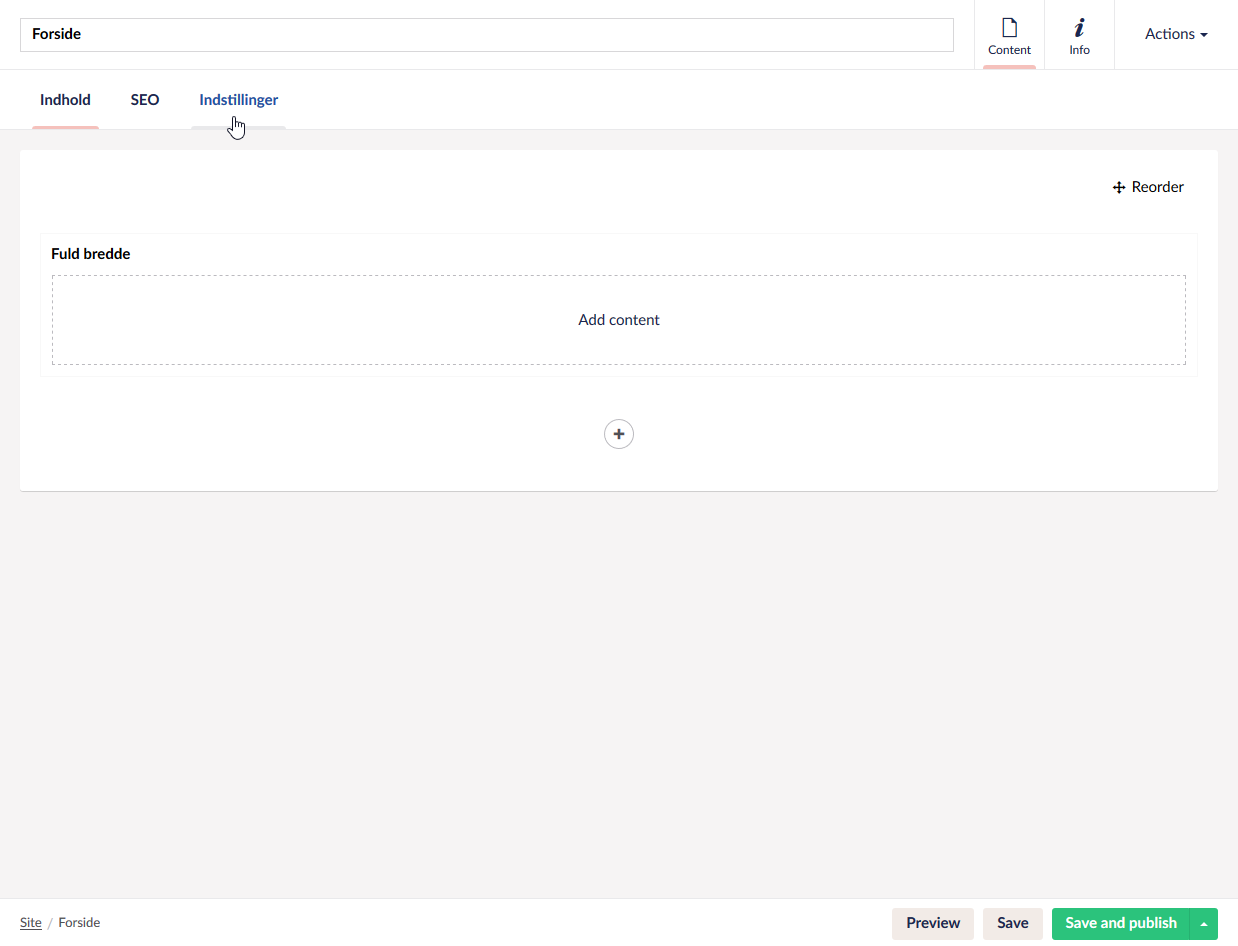 Forside
Content
Info
Actions
Indhold
SEO
Indstillinger
Reorder
Fuld bredde
Add content
Site / Forside
Preview
Save
Save and publish